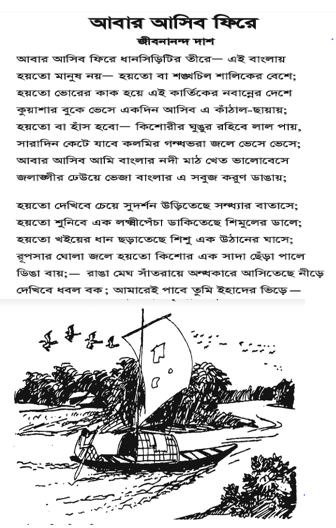 আবার আসিব ফিরে
জীবনানন্দ দাশ
আবার আসিব ফিরে ধানসিড়িটির তীরে— এই বাংলায়
হয়তো মানুষ নয়— হয়তো বা শঙ্খচিল শালিকের বেশে;
হয়তো ভোরের কাক হয়ে এই কার্তিকের নবান্নের দেশে
কুয়াশার বুকে ভেসে একদিন আসিব এ কাঁঠাল-ছায়ায়;
হয়তো বা হাঁস হবো— কিশোরীর ঘুঙুর রহিবে লাল পায়,
সারাদিন কেটে যাবে কলমির গন্ধভরা জলে ভেসে ভেসে;
আবার আসিব আমি বাংলার নদী মাঠ খেত ভালোবেসে
জলাঙ্গীর ঢেউয়ে ভেজা বাংলার এ সবুজ করুণ ডাঙায়;
হয়তো দেখিবে চেয়ে সুদর্শন উড়িতেছে সন্ধ্যার বাতাসে;
হয়তো শুনিবে এক লক্ষ্মীপেঁচা ডাকিতেছে শিমুলের ডালে;
হয়তো খইয়ের ধান ছড়াতেছে শিশু এক উঠানের ঘাসে;
রূপসার ঘোলা জলে হয়তো কিশোর এক সাদা ছেঁড়া পালে
ডিঙা বায়;— রাঙা মেঘ সাঁতরায়ে অন্ধকারে আসিতেছে নীড়ে
দেখিবে ধবল বক; আমারেই পাবে তুমি ইহাদের ভিড়ে—